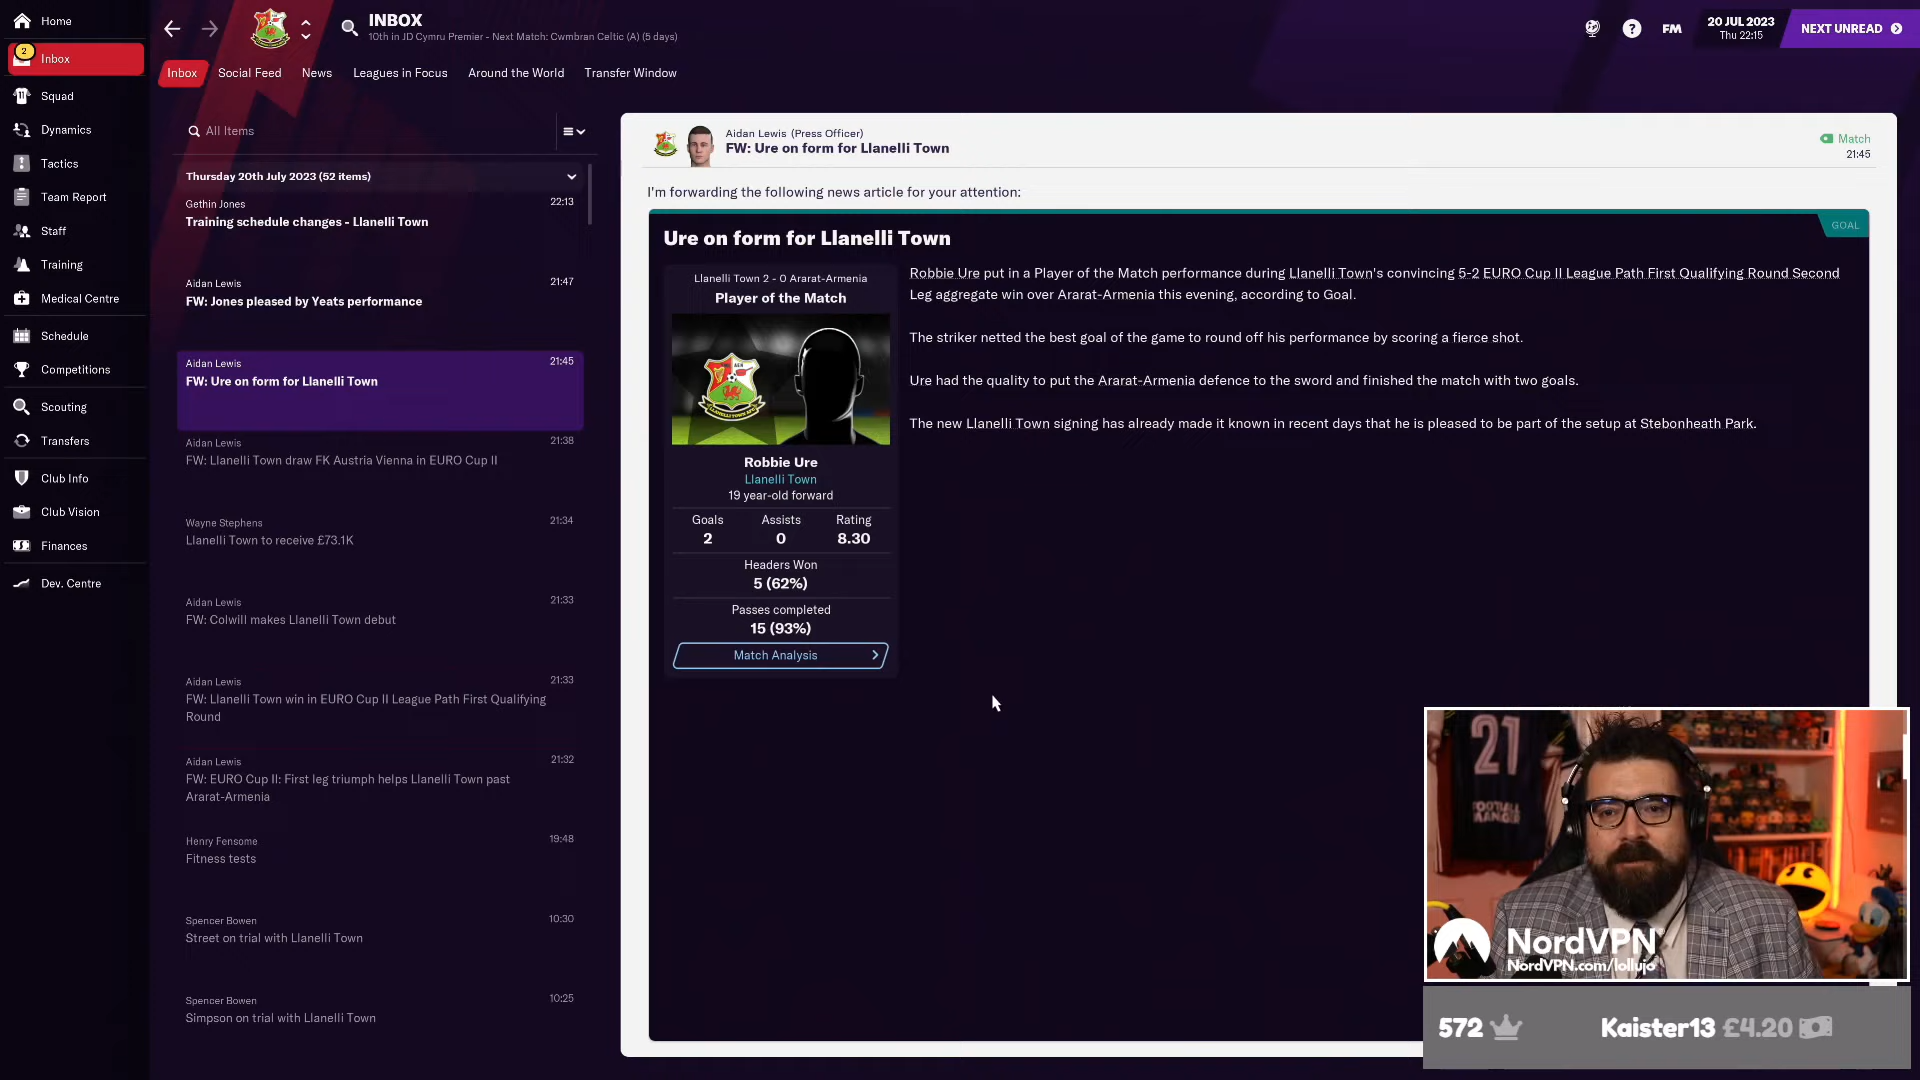 Home
2
Inbox
Squad
Dynamics
Tactics
Team Report
Staff
Training
Medical Centre
Schedule
Competitions
Scouting
Transfers
Club Info
Club Vision
Finances
Dev. Centre
INBOX
10th in JD Cymru Premier - Next Match: Cwmbran Celtic (A) (5 days)
FM
20 JUL 2023
Thu 22:15
NEXT UNREAD
Inbox
Social Feed
News
Leagues in Focus
Around the World
Transfer Window
All Items
Thursday 20th July 2023 (52 items)
Gethin Jones 22:13
Training schedule changes - Llanelli Town
Aidan Lewis 21:47
FW: Jones pleased by Yeats performance
Aidan Lewis 21:45
FW: Ure on form for Llanelli Town
Aidan Lewis 21:38
FW: Llanelli Town draw FK Austria Vienna in EURO Cup II
Wayne Stephens 21:34
Llanelli Town to receive £73.1K
Aidan Lewis 21:33
FW: Colwill makes Llanelli Town debut
Aidan Lewis 21:33
FW: Llanelli Town win in EURO Cup II League Path First Qualifying
Round
Aidan Lewis 21:32
FW: EURO Cup II: First leg triumph helps Llanelli Town past
Ararat-Armenia
Henry Fensome 19:48
Fitness tests
Spencer Bowen 10:30
Street on trial with Llanelli Town
Spencer Bowen 10:25
Simpson on trial with Llanelli Town
Aidan Lewis (Press Officer)
FW: Ure on form for Llanelli Town
Match
21:45
I'm forwarding the following news article for your attention:
GOAL
Ure on form for Llanelli Town
Llanelli Town 2 - 0 Ararat-Armenia
Player of the Match
Robbie Ure
Llanelli Town
19 year-old forward
Goals Assists Rating
2 0 8.30
Headers Won
5 (62%)
Passes completed
15 (93%)
Match Analysis
Robbie Ure put in a Player of the Match performance during Llanelli Town's convincing 5-2 EURO Cup II League Path First Qualifying Round Second
Leg aggregate win over Ararat-Armenia this evening, according to Goal.
The striker netted the best goal of the game to round off his performance by scoring a fierce shot.
Ure had the quality to put the Ararat-Armenia defence to the sword and finished the match with two goals.
The new Llanelli Town signing has already made it known in recent days that he is pleased to be part of the setup at Stebonheath Park.
21
NordVPN
NordVPN.com/lollujo
572
Kaister13 £4.20